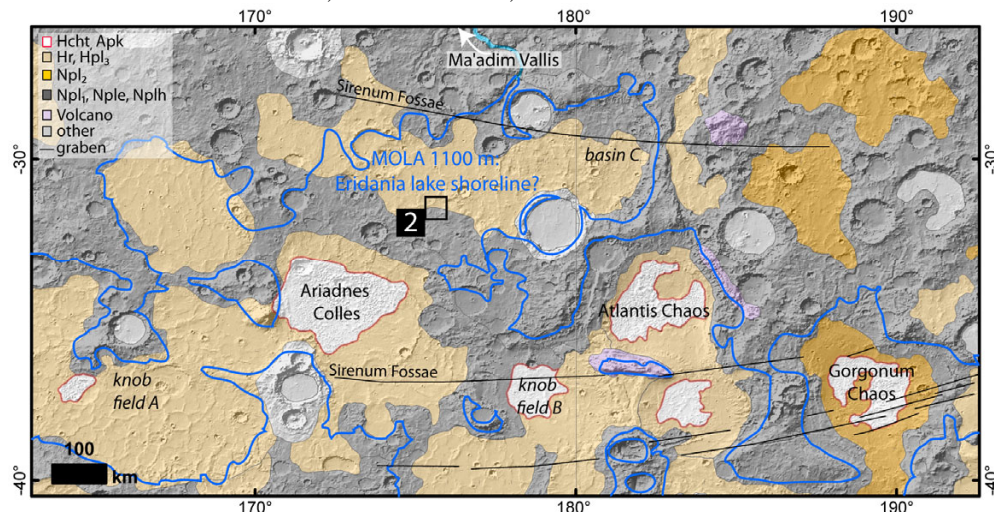 170°
180°
190°
Hcht, Apk
Hr, Hpl₃
Npl₂
Npl₁, Nple, Nplh
Volcano
other
graben
Ma'adim Vallis
Sirenum Fossae
-30°
-30°
basin C
MOLA 1100 m:
Eridania lake shoreline?
2
Ariadnes
Colles
Atlantis Chaos
Sirenum Fossae
knob
field A
knob
field B
Gorgonum
Chaos
100
km
-40°
-40°
170°
180°
190°